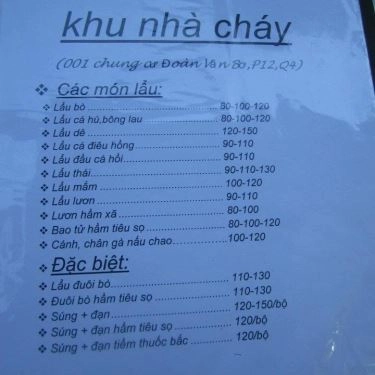 khu nhà cháy
(001 chung cư Đoàn Văn Bơ,P12,Q4)
❖ Các món lẩu:
❖ Lẩu bò ........ 80-100-120
❖ Lẩu cá hú,bông lau ........ 80-100-120
❖ Lẩu dê ........ 120-150
❖ Lẩu cá điêu hồng ........ 90-110
❖ Lẩu đầu cá hồi ........ 90-110
❖ Lẩu thái ........ 90-110-130
❖ Lẩu mắm ........ 100-120
❖ Lẩu lươn ........ 90-110
❖ Lươn hầm xã ........ 80-100
❖ Bao tử hầm tiêu sọ ........ 80-100-120
❖ Cánh, chân gà nấu chao ........ 100-120
❖ Đặc biệt:
❖ Lẩu đuôi bò ........ 110-130
❖ Đuôi bò hầm tiêu sọ ........ 110-130
❖ Súng + đạn ........ 120-150/bộ
❖ Súng + đạn hầm tiêu sọ ........ 120/bộ
❖ Súng + đạn tiềm thuốc bắc ........ 120/bộ